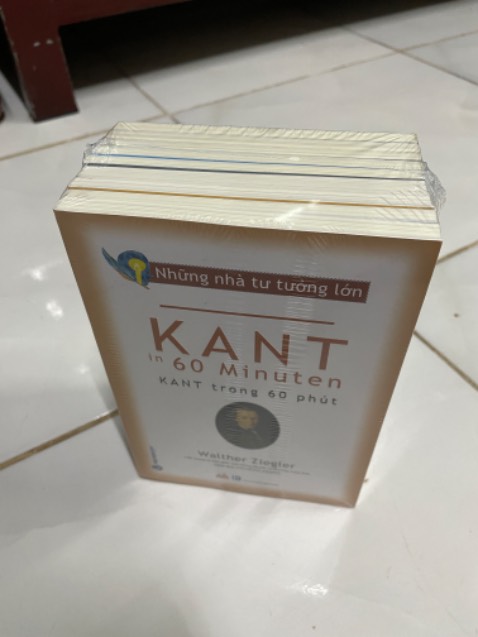 Những nhà tư tưởng lớn
KANT
in 60 Minuten
KANT trong 60 phút
Walther Ziegler